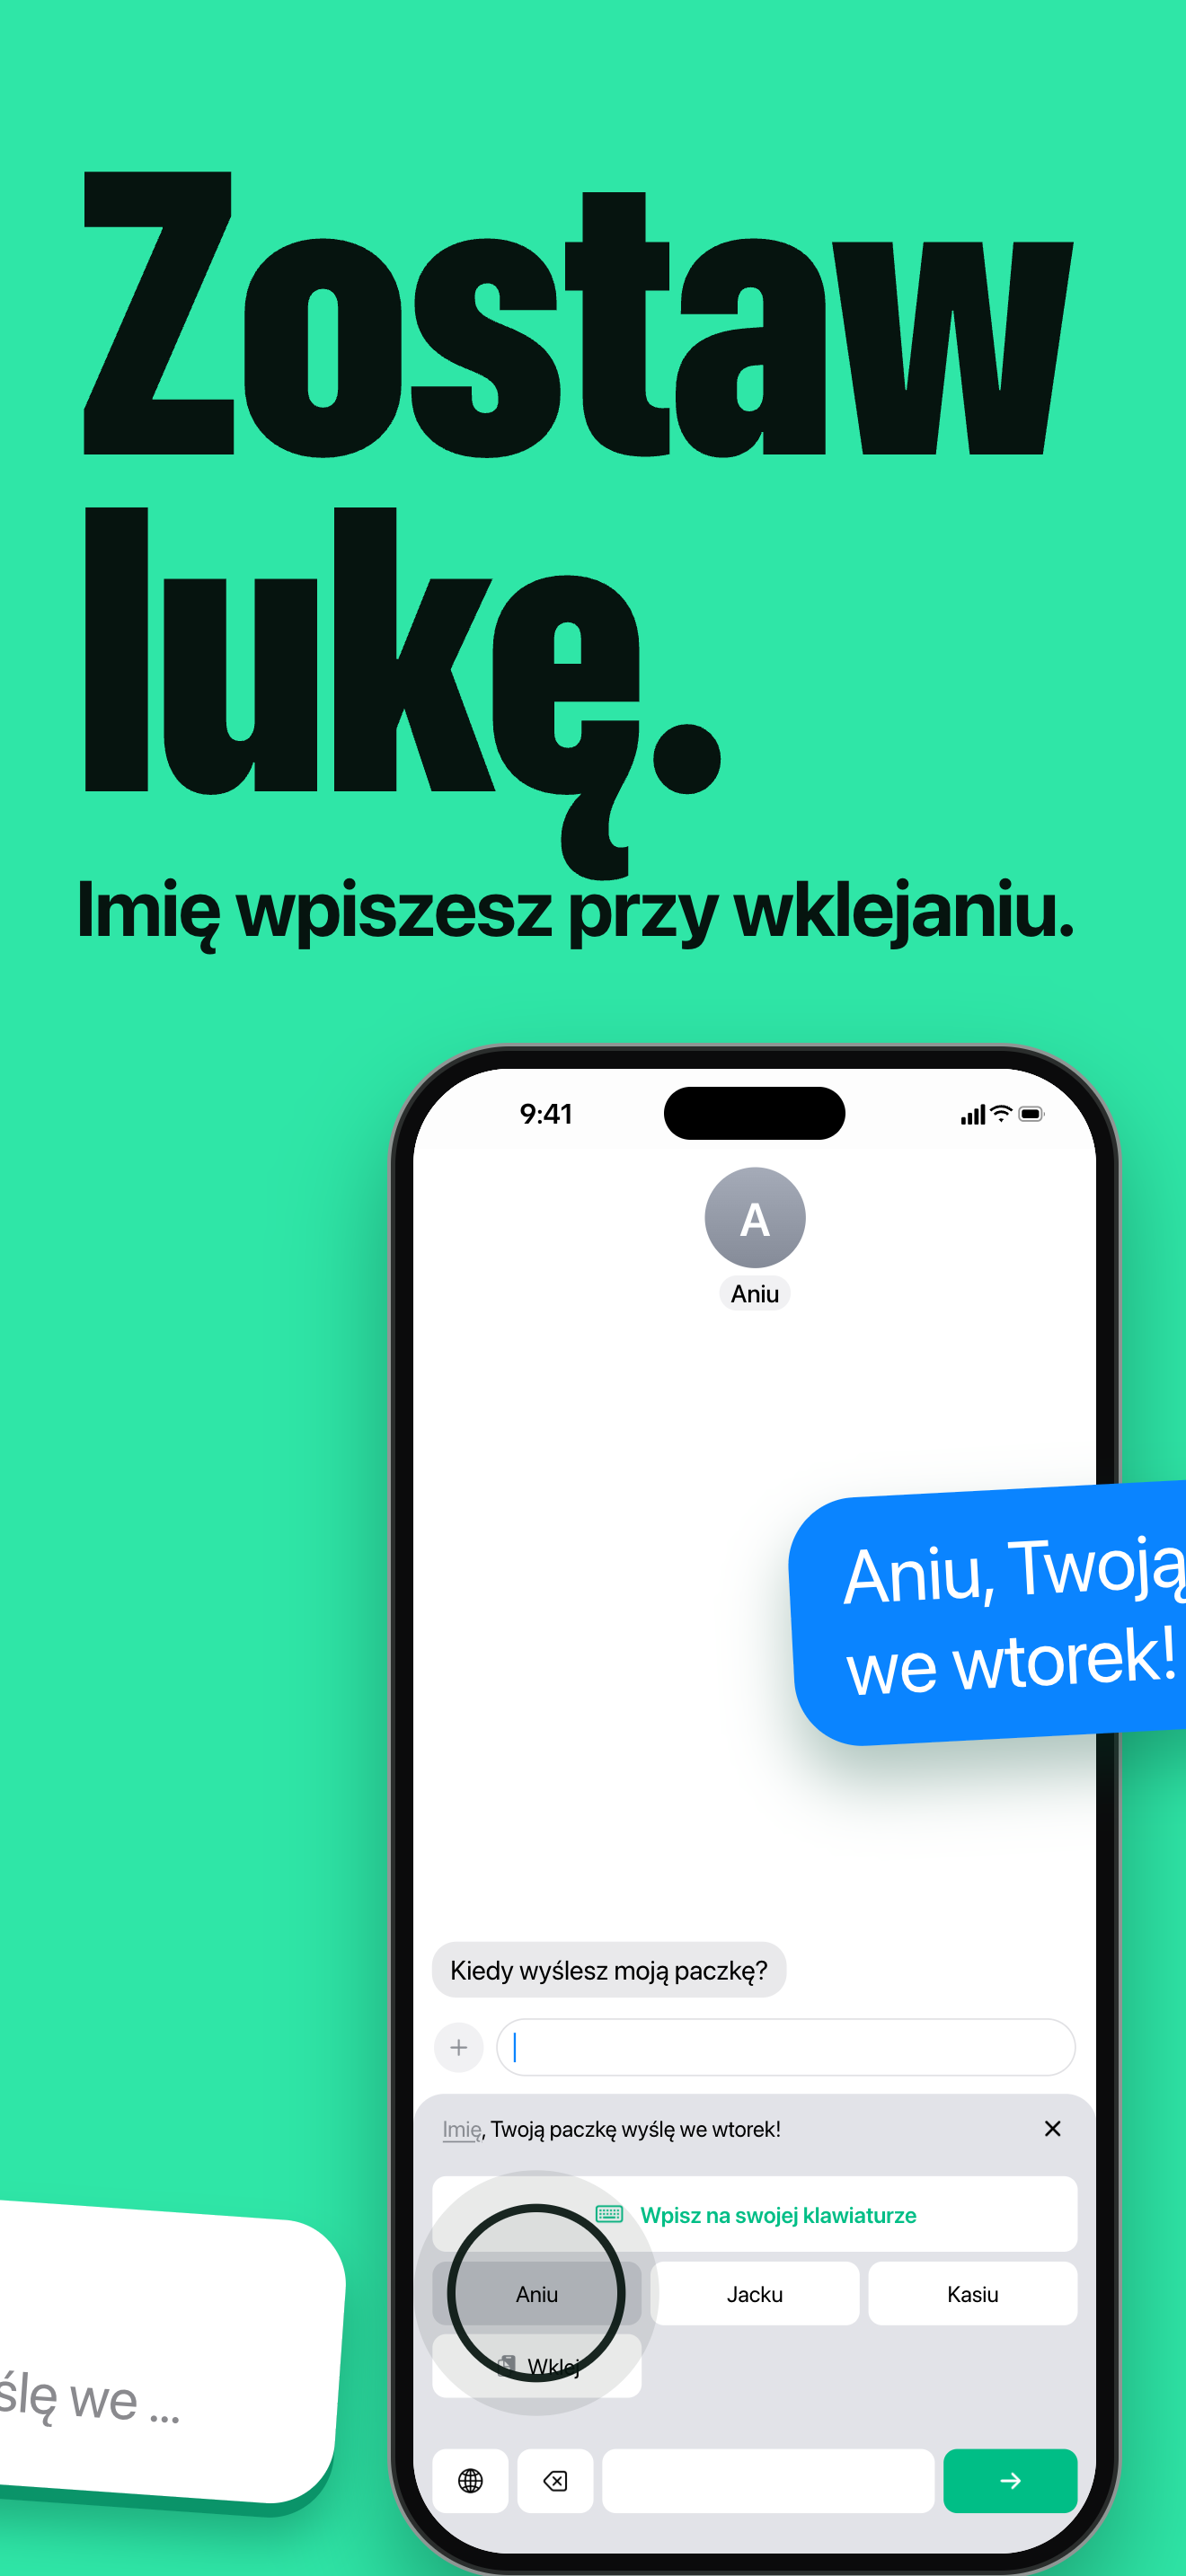 Zostaw
lukę.
Imię wpiszesz przy wklejaniu.
9:41
A
Aniu
Aniu, Twoją
we wtorek!
Kiedy wyślesz moją paczkę?
Imię, Twoją paczkę wyślę we wtorek!
Wpisz na swojej klawiaturze
Aniu Jacku Kasiu
Wklej
ślę we ...